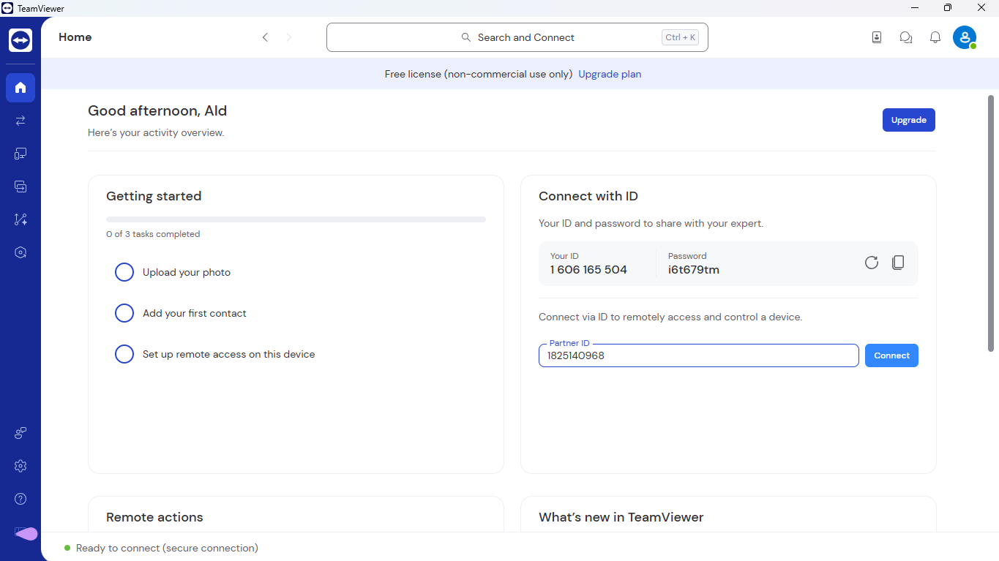 TeamViewer
Home
Search and Connect
Ctrl + K
Free license (non-commercial use only) Upgrade plan
Good afternoon, Ald
Here's your activity overview.
Upgrade
Getting started
0 of 3 tasks completed
Upload your photo
Add your first contact
Set up remote access on this device
Connect with ID
Your ID and password to share with your expert.
Your ID
1 606 165 504
Password
i6t679tm
Connect via ID to remotely access and control a device.
Partner ID
1825140968
Connect
Remote actions
What's new in TeamViewer
Ready to connect (secure connection)